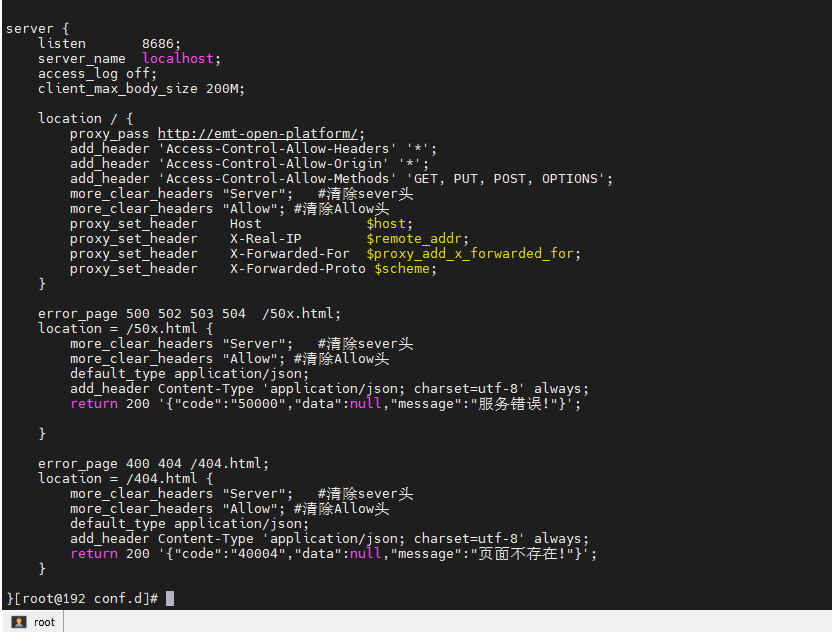 server {
    listen       8686;
    server_name  localhost;
    access_log off;
    client_max_body_size 200M;
    location / {
        proxy_pass http://emt-open-platform/;
        add_header 'Access-Control-Allow-Headers' '*';
        add_header 'Access-Control-Allow-Origin' '*';
        add_header 'Access-Control-Allow-Methods' 'GET, PUT, POST, OPTIONS';
        more_clear_headers "Server";   #清除sever头
        more_clear_headers "Allow"; #清除Allow头
        proxy_set_header    Host             $host;
        proxy_set_header    X-Real-IP        $remote_addr;
        proxy_set_header    X-Forwarded-For  $proxy_add_x_forwarded_for;
        proxy_set_header    X-Forwarded-Proto $scheme;
    }
    error_page 500 502 503 504  /50x.html;
    location = /50x.html {
        more_clear_headers "Server";   #清除sever头
        more_clear_headers "Allow"; #清除Allow头
        default_type application/json;
        add_header Content-Type 'application/json; charset=utf-8' always;
        return 200 '{"code":"50000","data":null,"message":"服务错误!"}';
    }
    error_page 400 404 /404.html;
    location = /404.html {
        more_clear_headers "Server";   #清除sever头
        more_clear_headers "Allow"; #清除Allow头
        default_type application/json;
        add_header Content-Type 'application/json; charset=utf-8' always;
        return 200 '{"code":"40004","data":null,"message":"页面不存在!"}';
    }
}[root@192 conf.d]#
root